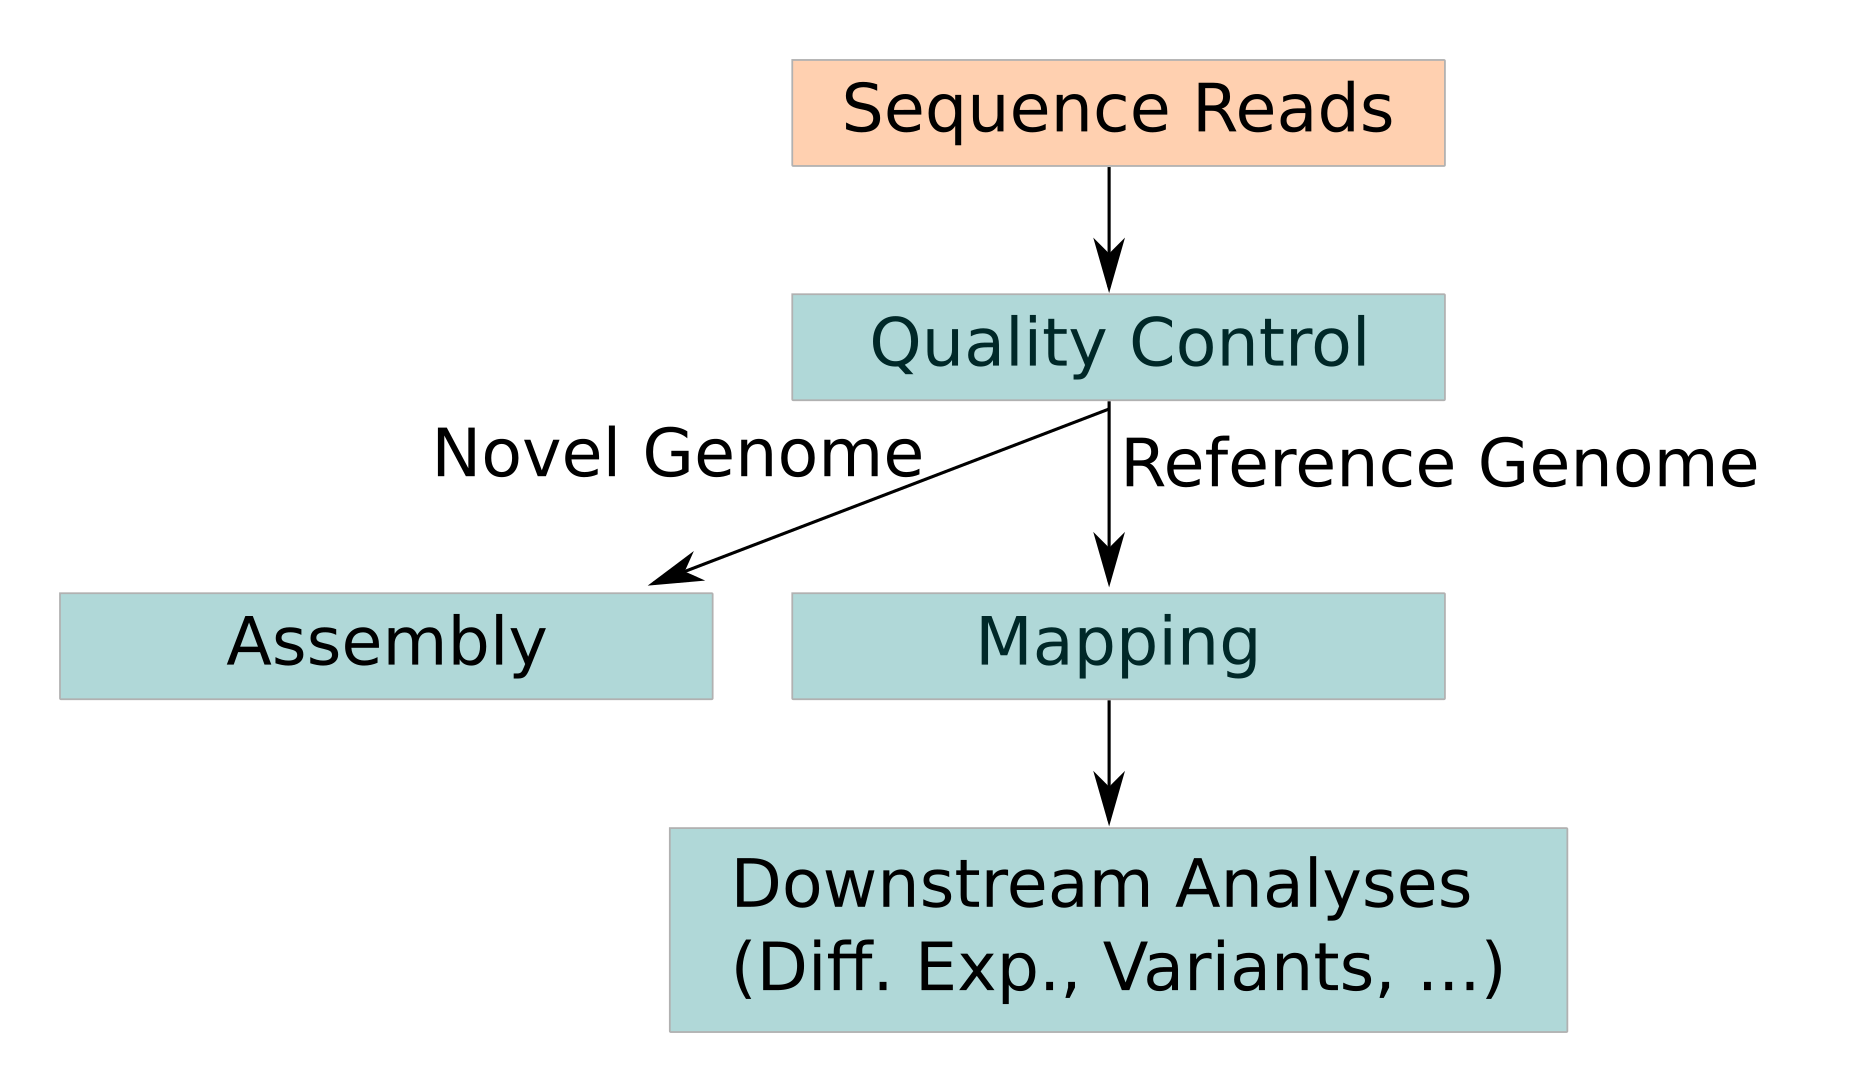 Sequence Reads
Quality Control
Novel Genome
Reference Genome
Assembly
Mapping
Downstream Analyses
(Diff. Exp., Variants, ...)